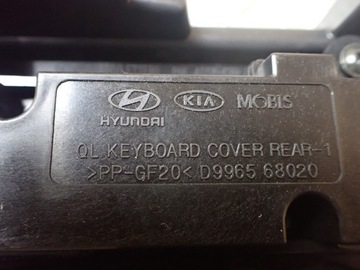 HYUNDAI KIA MOBIS
QL KEYBOARD COVER REAR-1
>PP-GF20< D9965 68020